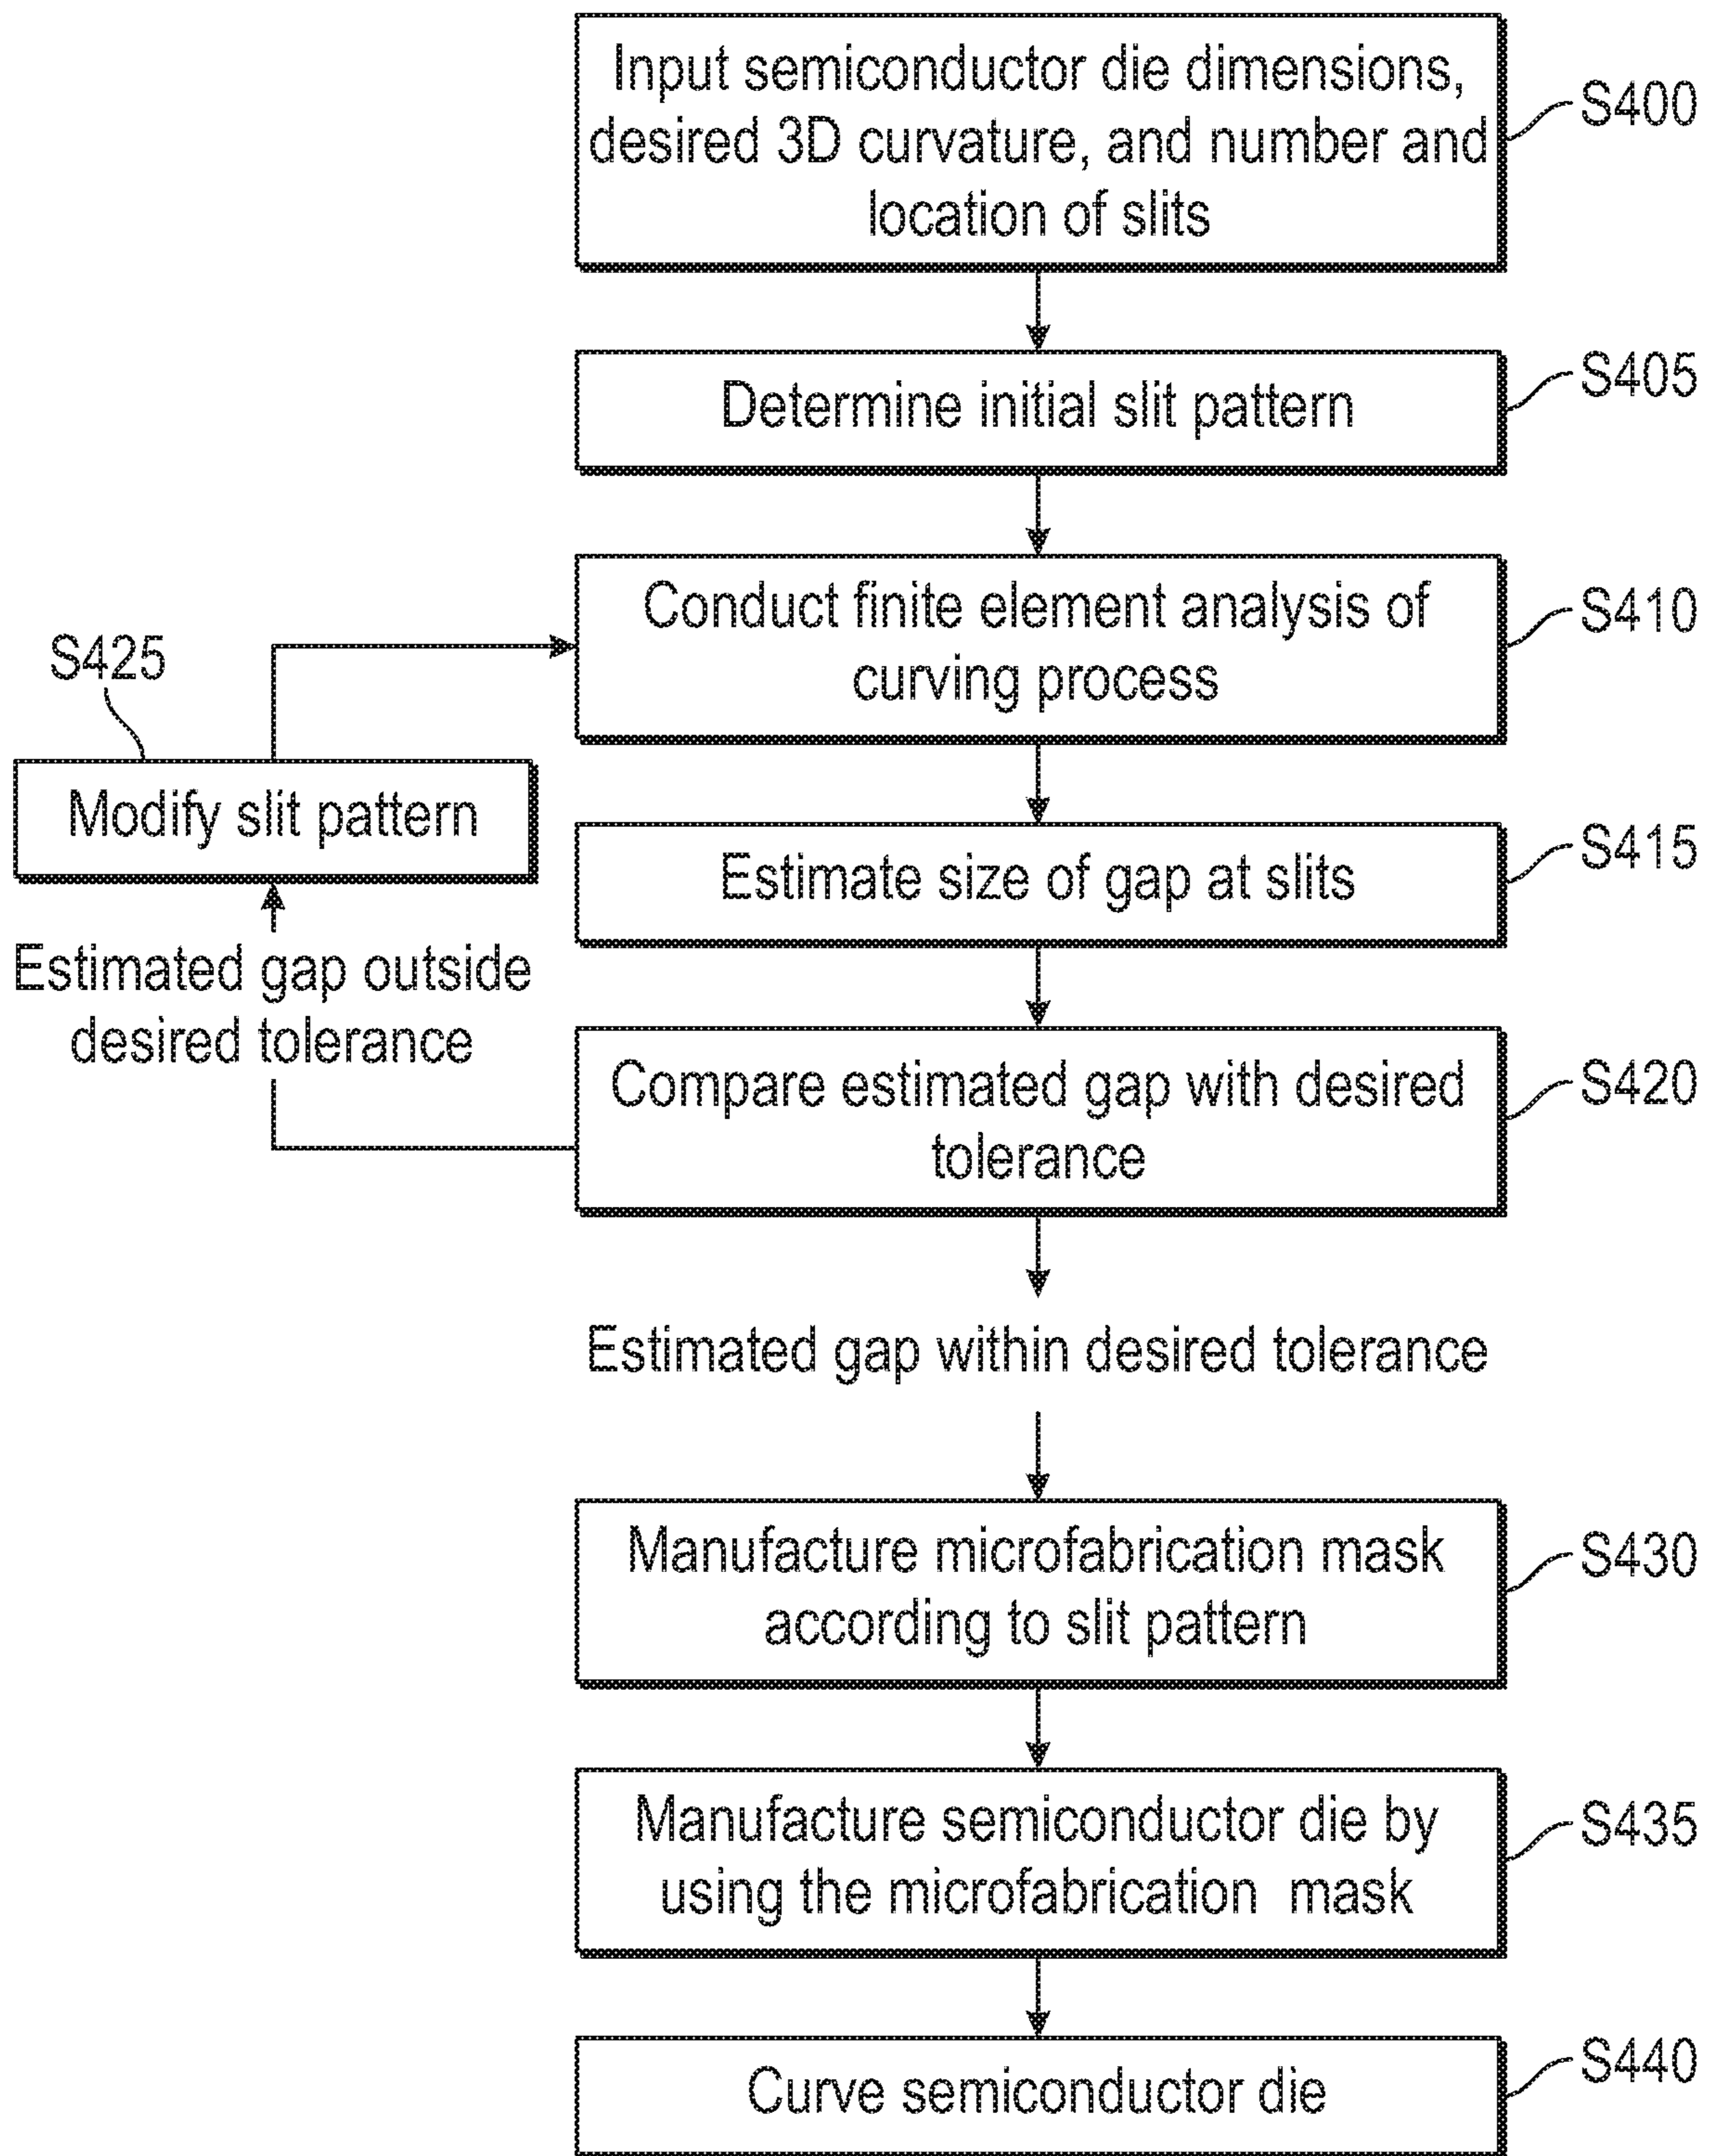 Input semiconductor die dimensions,
desired 3D curvature, and number and
location of slits
S400
Determine initial slit pattern
S405
Conduct finite element analysis of
curving process
S410
S425
Modify slit pattern
Estimate size of gap at slits
S415
Estimated gap outside
desired tolerance
Compare estimated gap with desired
tolerance
S420
Estimated gap within desired tolerance
Manufacture microfabrication mask
according to slit pattern
S430
Manufacture semiconductor die by
using the microfabrication mask
S435
Curve semiconductor die
S440